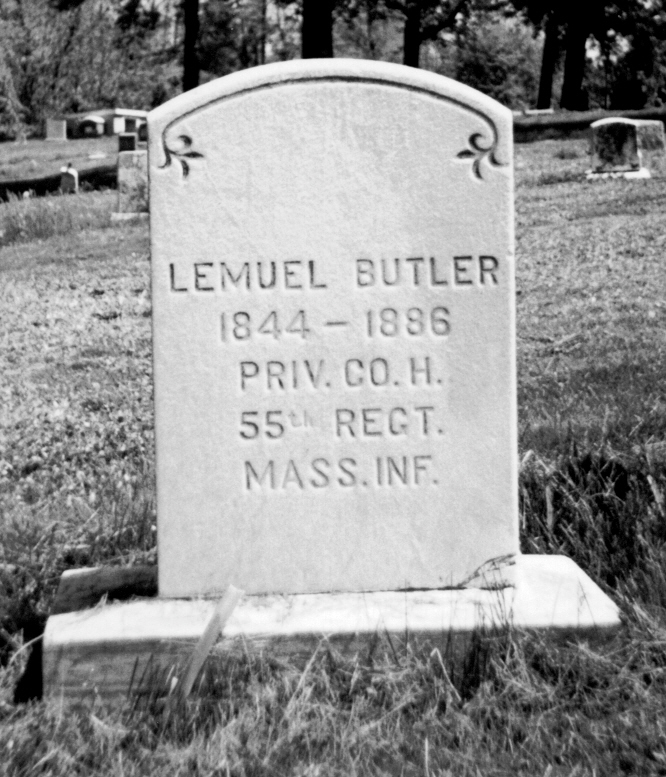 LEMUEL BUTLER
1844 – 1886
PRIV. CO. H.
55th REGT.
MASS. INF.